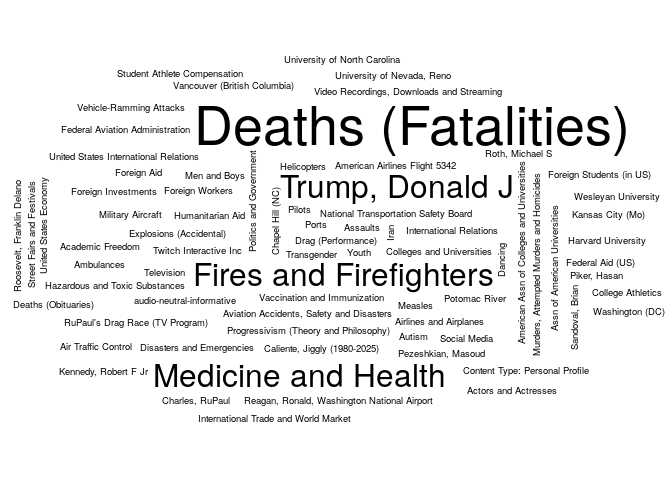 University of North Carolina
Student Athlete Compensation
University of Nevada, Reno
Vancouver (British Columbia)
Video Recordings, Downloads and Streaming
Vehicle-Ramming Attacks
Deaths (Fatalities)
Federal Aviation Administration
Roth, Michael S
United States International Relations
Politics and Government
Helicopters
American Airlines Flight 5342
Foreign Aid
Men and Boys
Foreign Students (in US)
Trump, Donald J
Foreign Investments
Foreign Workers
Wesleyan University
Roosevelt, Franklin Delano
Street Fairs and Festivals
United States Economy
Chapel Hill (NC)
Military Aircraft
Humanitarian Aid
Pilots
National Transportation Safety Board
Kansas City (Mo)
Explosions (Accidental)
Ports
Assaults
Iran
International Relations
American Assn of Colleges and Universities
Murders, Attempted Murders and Homicides
Assn of American Universities
Drag (Performance)
Harvard University
Academic Freedom
Twitch Interactive Inc
Transgender
Youth
Colleges and Universities
Dancing
Ambulances
Television
Fires and Firefighters
Federal Aid (US)
Piker, Hasan
Hazardous and Toxic Substances
Sandoval, Brian
College Athletics
Deaths (Obituaries)
audio-neutral-informative
Vaccination and Immunization
Potomac River
Measles
Aviation Accidents, Safety and Disasters
Washington (DC)
RuPaul's Drag Race (TV Program)
Airlines and Airplanes
Progressivism (Theory and Philosophy)
Autism
Social Media
Air Traffic Control
Disasters and Emergencies
Caliente, Jiggly (1980-2025)
Pezeshkian, Masoud
Kennedy, Robert F Jr
Medicine and Health
Content Type: Personal Profile
Actors and Actresses
Charles, RuPaul
Reagan, Ronald, Washington National Airport
International Trade and World Market